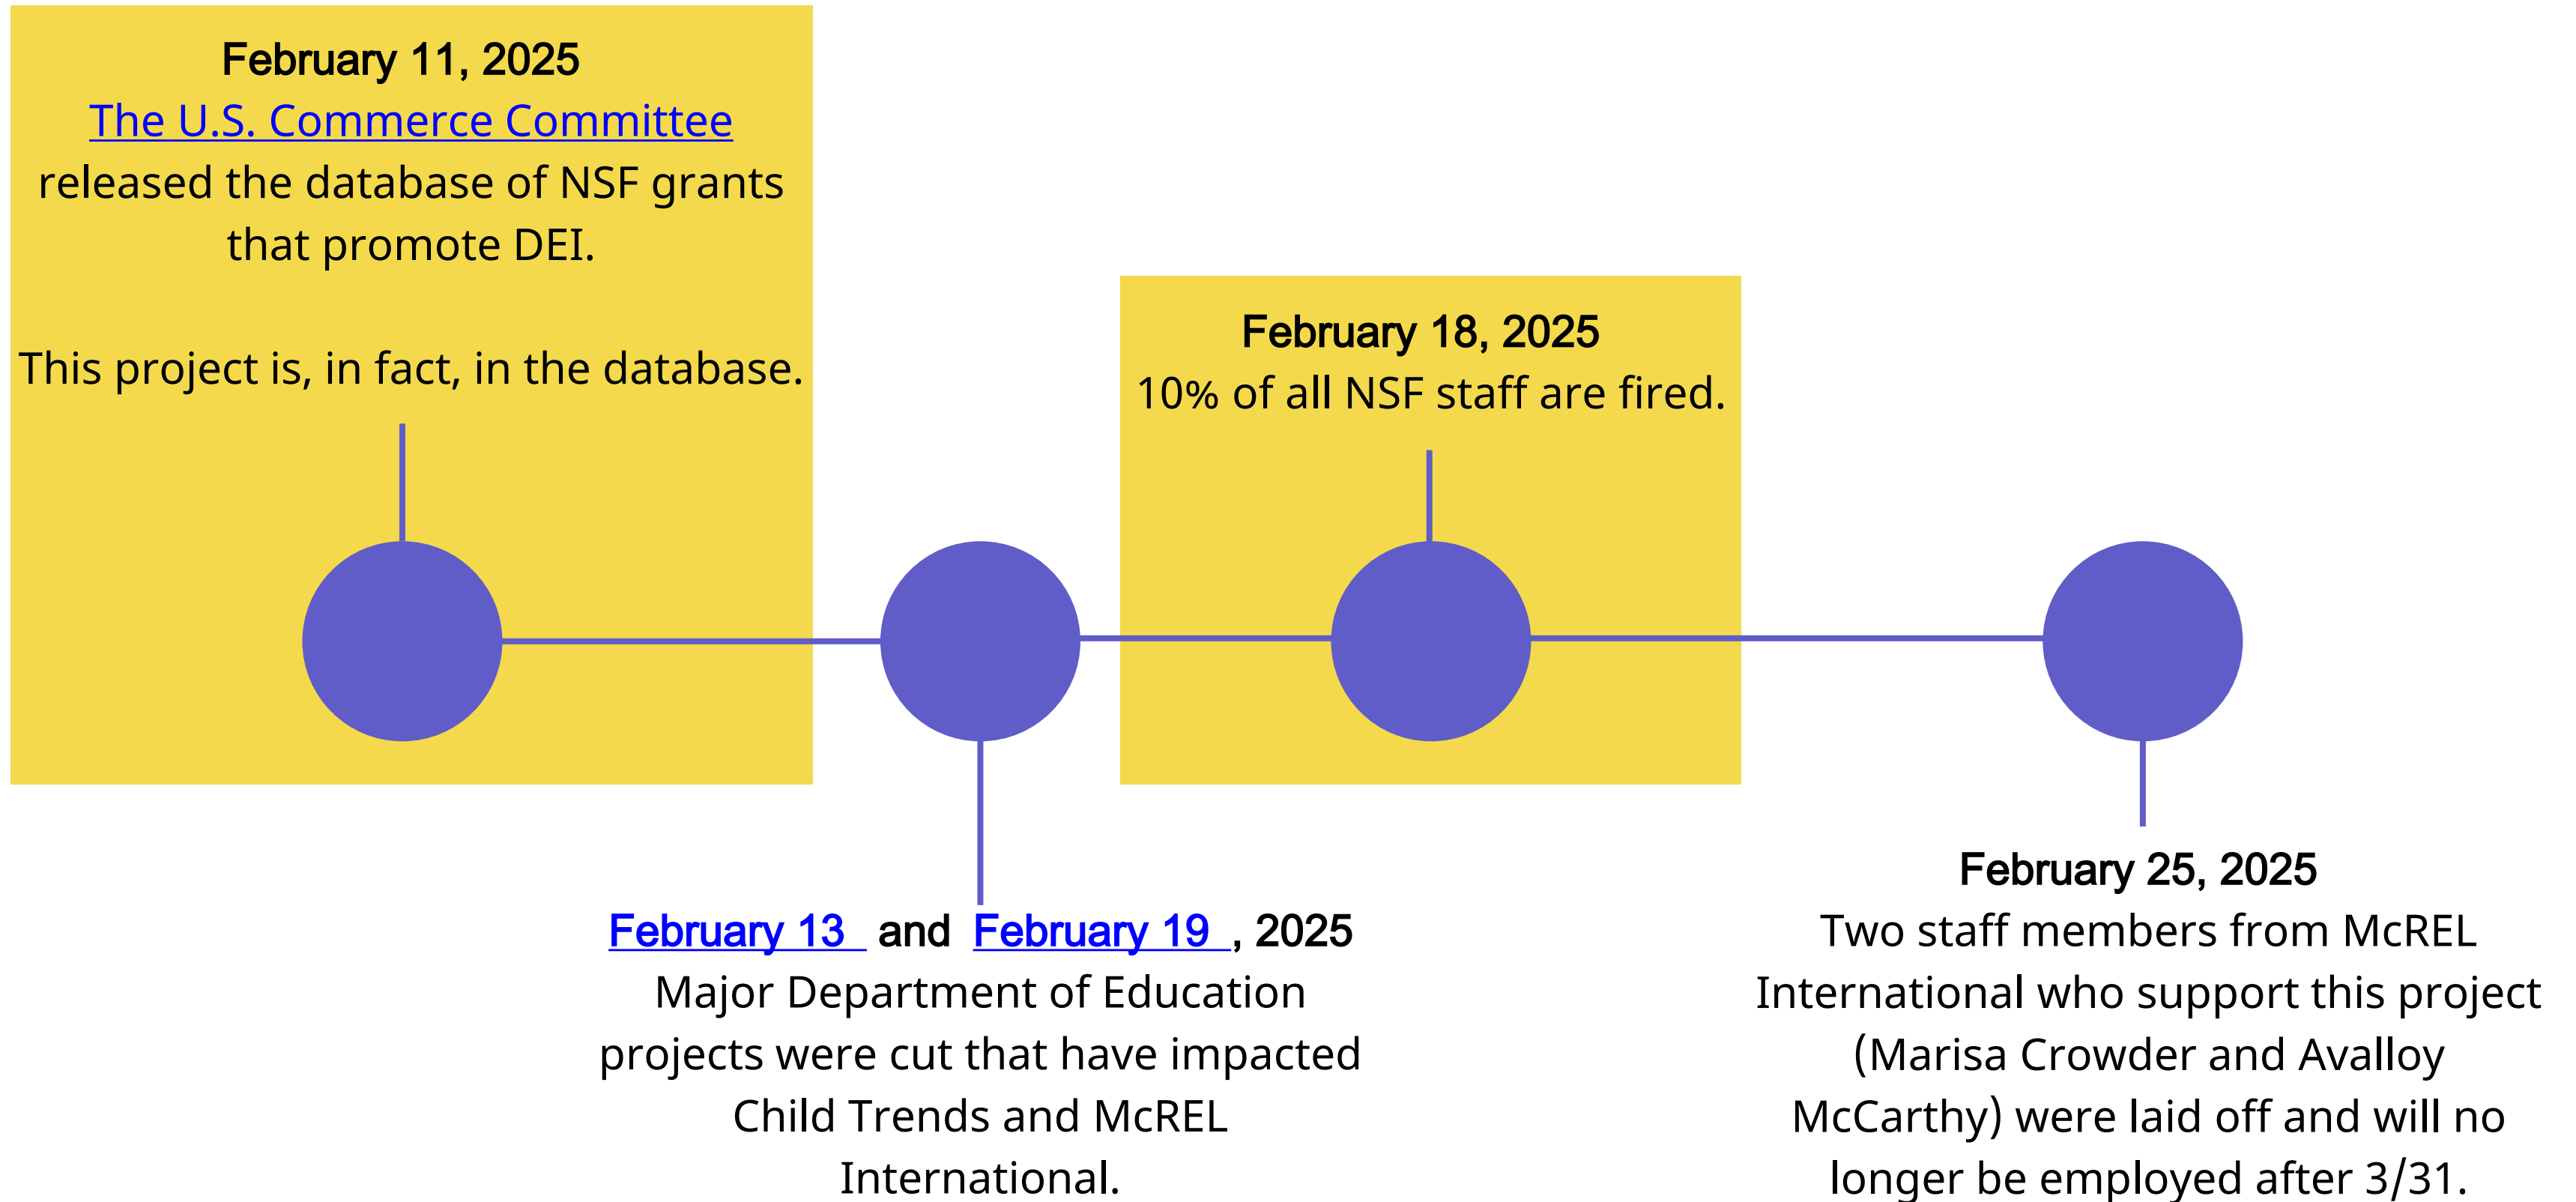 February 11, 2025
The U.S. Commerce Committee
released the database of NSF grants
that promote DEI.
This project is, in fact, in the database.
February 13 and February 19 , 2025
Major Department of Education
projects were cut that have impacted
Child Trends and McREL
International.
February 18, 2025
10% of all NSF staff are fired.
February 25, 2025
Two staff members from McREL
International who support this project
(Marisa Crowder and Avalloy
McCarthy) were laid off and will no
longer be employed after 3/31.